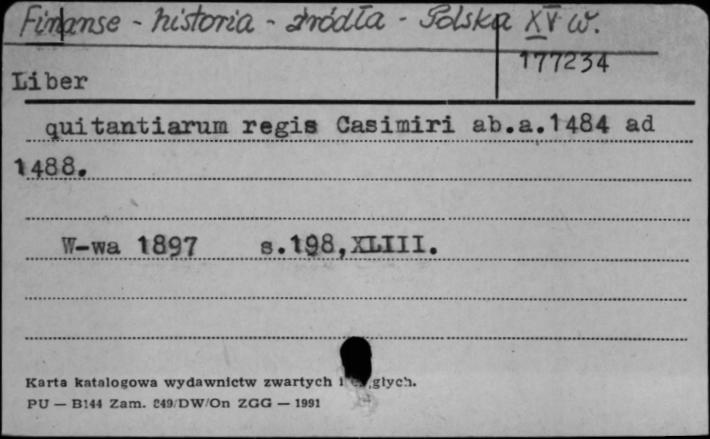 Finanse - historia - źródła - Polska XV w.
177234
Liber
quitantiarum regis Casimiri ab.a.1484 ad
1488.
W-wa 1897 s.198,XLIII.
Karta katalogowa wydawnictw zwartych i głych.
PU — B144 Zam. 249/DW/On ZGG — 1991